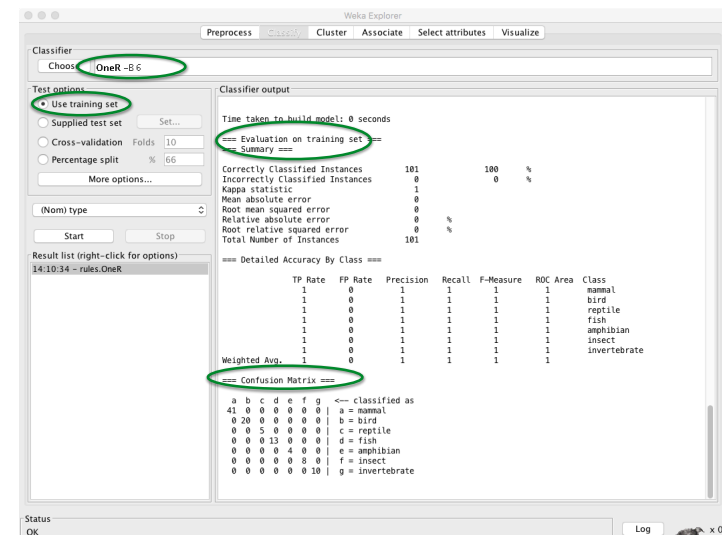 Weka Explorer
Preprocess Classify Cluster Associate Select attributes Visualize
Classifier
Choose OneR -B 6
Test options
Use training set
Supplied test set Set...
Cross-validation Folds 10
Percentage split % 66
More options...
(Nom) type
Start Stop
Result list (right-click for options)
14:10:34 - rules.OneR
Classifier output
Time taken to build model: 0 seconds
=== Evaluation on training set ===
=== Summary ===
Correctly Classified Instances 101 100 %
Incorrectly Classified Instances 0 0 %
Kappa statistic 1
Mean absolute error 0
Root mean squared error 0
Relative absolute error 0 %
Root relative squared error 0 %
Total Number of Instances 101
=== Detailed Accuracy By Class ===
TP Rate FP Rate Precision Recall F-Measure ROC Area Class
1 0 1 1 1 1 mammal
1 0 1 1 1 1 bird
1 0 1 1 1 1 reptile
1 0 1 1 1 1 fish
1 0 1 1 1 1 amphibian
1 0 1 1 1 1 insect
1 0 1 1 1 1 invertebrate
Weighted Avg. 1 0 1 1 1 1
=== Confusion Matrix ===
a b c d e f g <-- classified as
41 0 0 0 0 0 0 | a = mammal
0 20 0 0 0 0 0 | b = bird
0 0 5 0 0 0 0 | c = reptile
0 0 0 13 0 0 0 | d = fish
0 0 0 0 4 0 0 | e = amphibian
0 0 0 0 0 8 0 | f = insect
0 0 0 0 0 0 10 | g = invertebrate
Status
OK
Log x 0